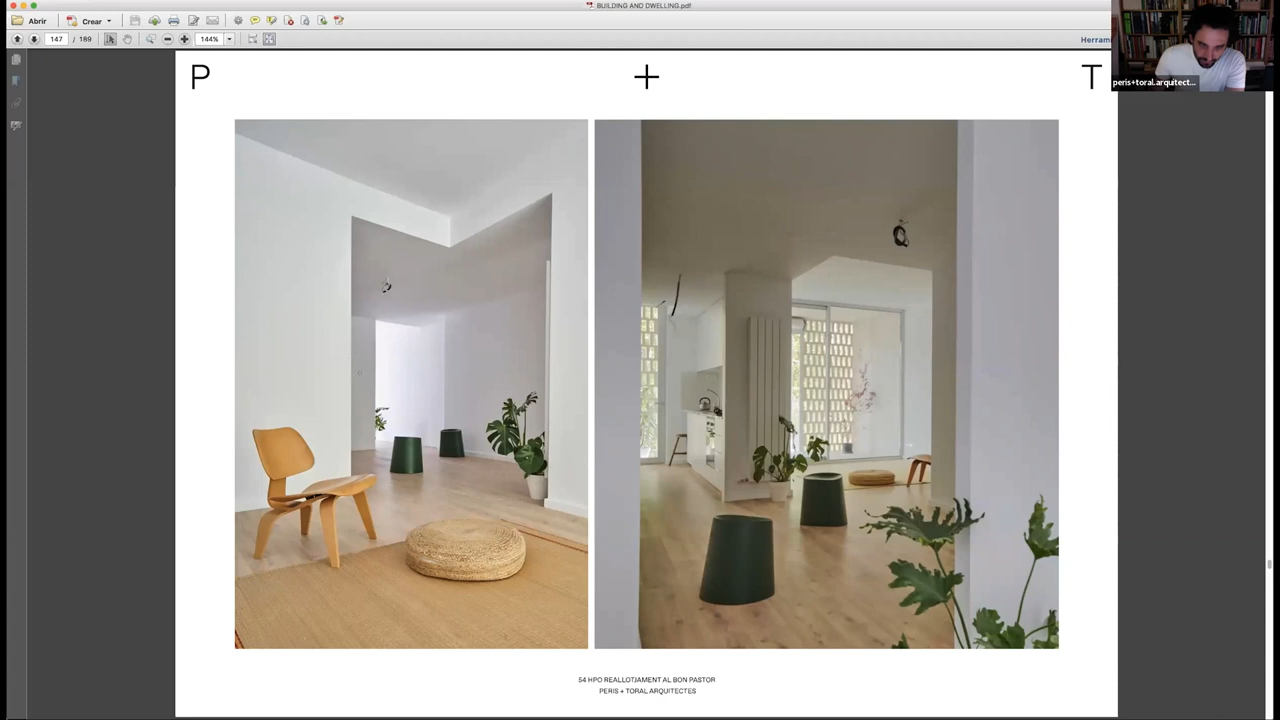 BUILDING AND DWELLING.pdf
Abrir
Crear
147 / 189
144%
Herrami
peris+toral.arquitect...
P + T
54 HPO REALLOTJAMENT AL BON PASTOR
PERIS + TORAL ARQUITECTES